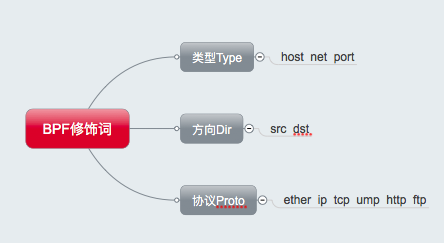 类型Type
host net port
BPF修饰词
方向Dir
src dst
协议Proto
ether ip tcp ump http ftp